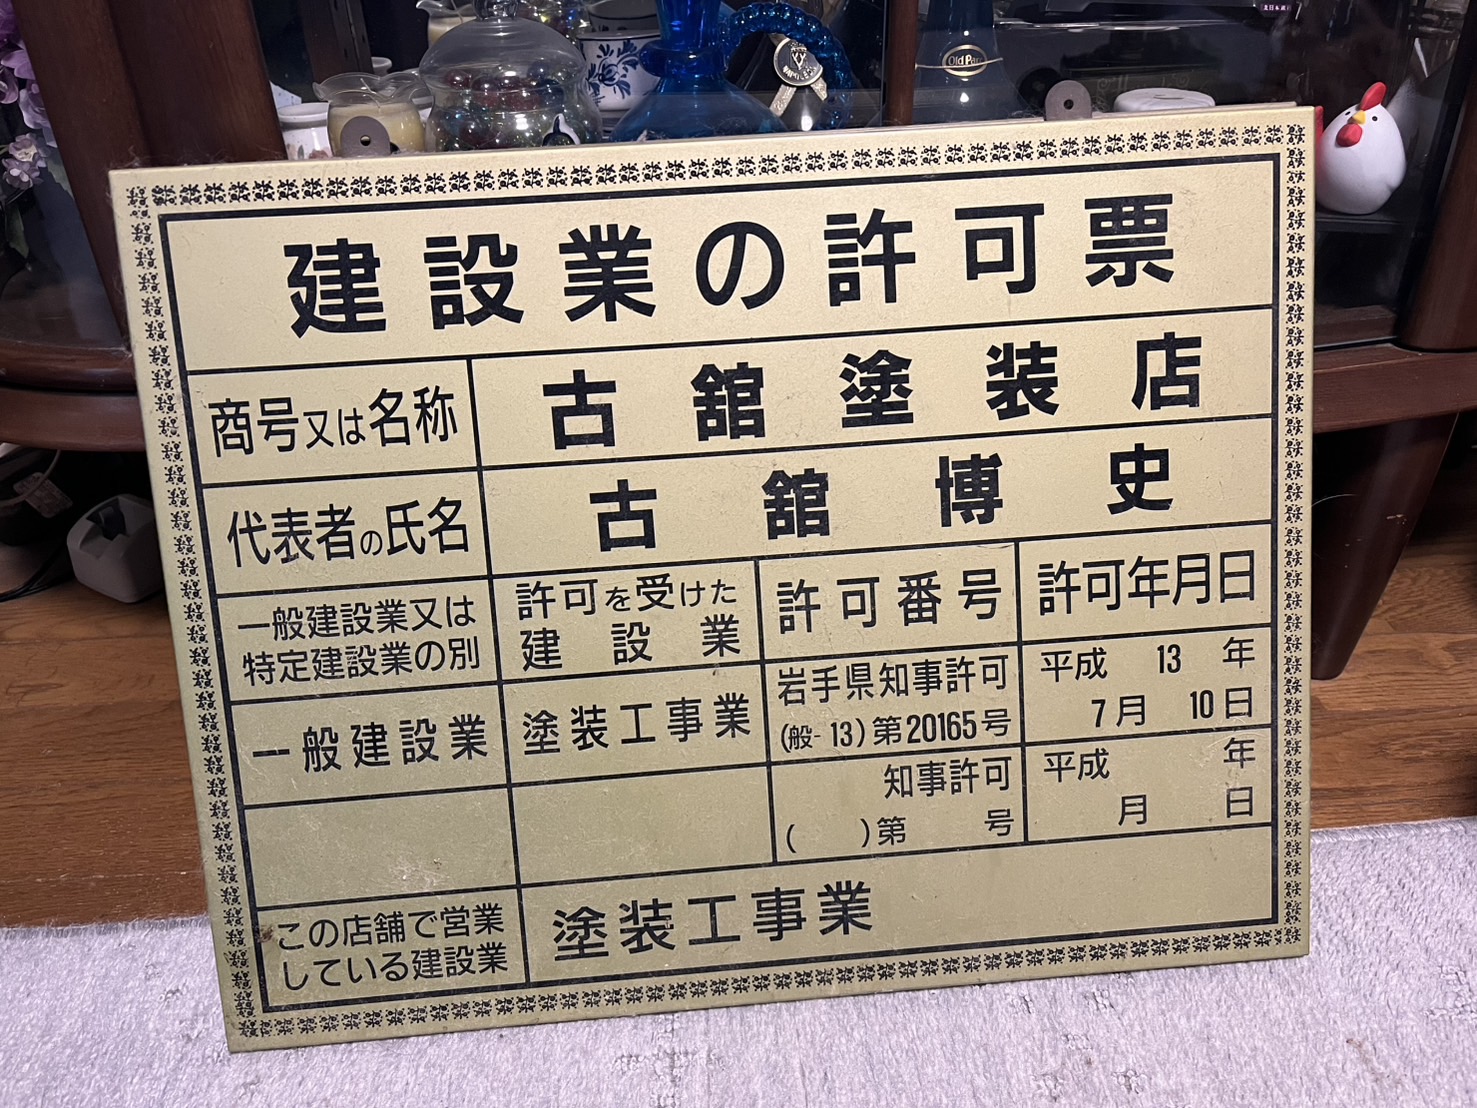 建設業の許可票
商号又は名称
古舘塗装店
代表者の氏名
古舘博史
一般建設業又は
特定建設業の別
許可を受けた
建設業
許可番号
許可年月日
一般建設業
塗装工事業
岩手県知事許可
(般-13)第20165号
平成 13 年
7月 10日
知事許可
( )第 号
平成 年
月 日
この店舗で営業
している建設業
塗装工事業
Old Par